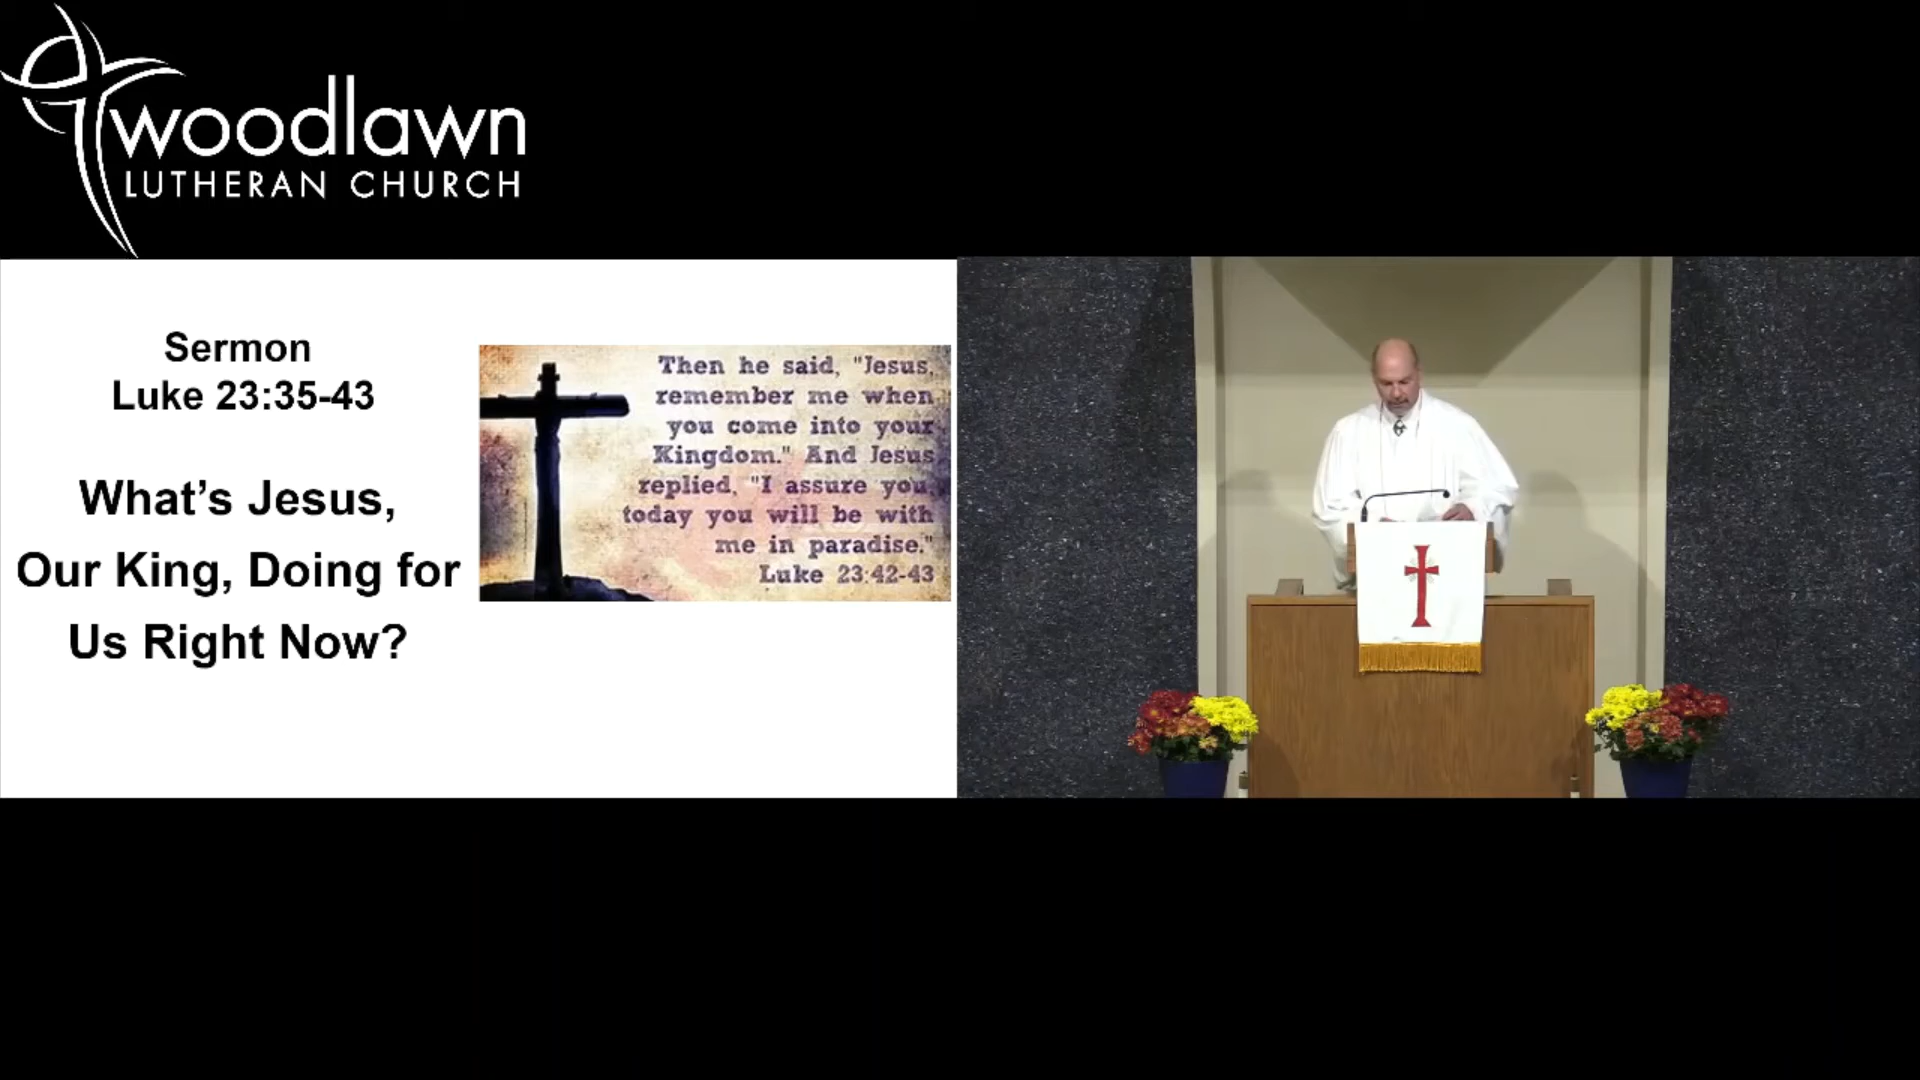 woodlawn
LUTHERAN CHURCH
Sermon
Luke 23:35-43
What’s Jesus,
Our King, Doing for
Us Right Now?
Then he said, "Jesus,
remember me when
you come into your
Kingdom." And Jesus
replied, "I assure you,
today you will be with
me in paradise."
Luke 23:42-43